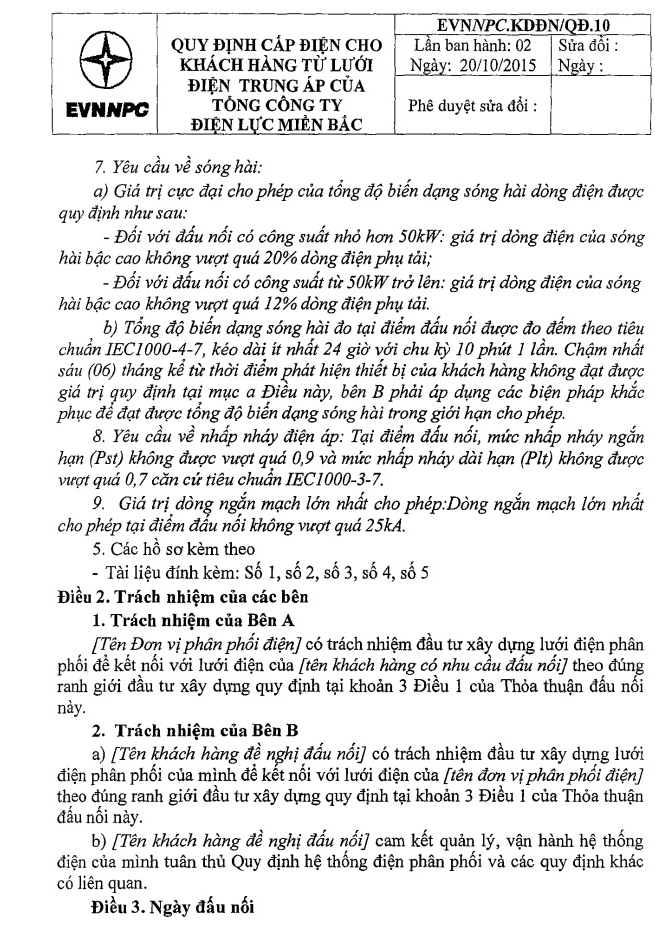 EVNNPC
QUY ĐỊNH CẤP ĐIỆN CHO
KHÁCH HÀNG TỪ LƯỚI
ĐIỆN TRUNG ÁP CỦA
TỔNG CÔNG TY
ĐIỆN LỰC MIỀN BẮC
EVNNPC.KDĐN/QĐ.10
Lần ban hành: 02
Sửa đổi :
Ngày: 20/10/2015
Ngày :
Phê duyệt sửa đổi :
7. Yêu cầu về sóng hài:
a) Giá trị cực đại cho phép của tổng độ biến dạng sóng hài dòng điện được
quy định như sau:
- Đối với đấu nối có công suất nhỏ hơn 50kW: giá trị dòng điện của sóng
hài bậc cao không vượt quá 20% dòng điện phụ tải;
- Đối với đấu nối có công suất từ 50kW trở lên: giá trị dòng điện của sóng
hài bậc cao không vượt quá 12% dòng điện phụ tải.
b) Tổng độ biến dạng sóng hài đo tại điểm đấu nối được đo đếm theo tiêu
chuẩn IEC1000-4-7, kéo dài ít nhất 24 giờ với chu kỳ 10 phút 1 lần. Chậm nhất
sáu (06) tháng kể từ thời điểm phát hiện thiết bị của khách hàng không đạt được
giá trị quy định tại mục a Điều này, bên B phải áp dụng các biện pháp khắc
phục để đạt được tổng độ biến dạng sóng hài trong giới hạn cho phép.
8. Yêu cầu về nhấp nháy điện áp: Tại điểm đấu nối, mức nhấp nháy ngắn
hạn (Pst) không được vượt quá 0,9 và mức nhấp nháy dài hạn (Plt) không được
vượt quá 0,7 căn cứ tiêu chuẩn IEC1000-3-7.
9. Giá trị dòng ngắn mạch lớn nhất cho phép:Dòng ngắn mạch lớn nhất
cho phép tại điểm đấu nối không vượt quá 25kA.
5. Các hồ sơ kèm theo
- Tài liệu đính kèm: Số 1, số 2, số 3, số 4, số 5
Điều 2. Trách nhiệm của các bên
1. Trách nhiệm của Bên A
[Tên Đơn vị phân phối điện] có trách nhiệm đầu tư xây dựng lưới điện phân
phối để kết nối với lưới điện của [tên khách hàng có nhu cầu đấu nối] theo đúng
ranh giới đầu tư xây dựng quy định tại khoản 3 Điều 1 của Thỏa thuận đấu nối
này.
2. Trách nhiệm của Bên B
a) [Tên khách hàng đề nghị đấu nối] có trách nhiệm đầu tư xây dựng lưới
điện phân phối của mình để kết nối với lưới điện của [tên đơn vị phân phối điện]
theo đúng ranh giới đầu tư xây dựng quy định tại khoản 3 Điều 1 của Thỏa thuận
đấu nối này.
b) [Tên khách hàng đề nghị đấu nối] cam kết quản lý, vận hành hệ thống
điện của mình tuân thủ Quy định hệ thống điện phân phối và các quy định khác
có liên quan.
Điều 3. Ngày đấu nối